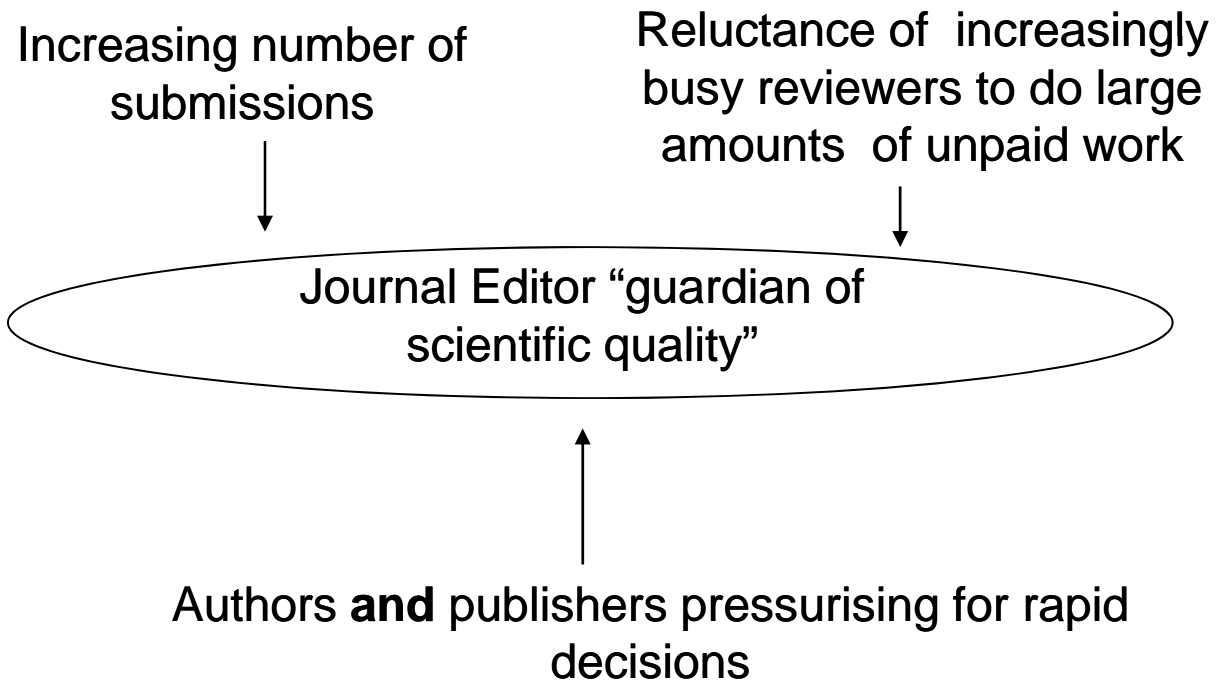 Increasing number of
submissions
Reluctance of increasingly
busy reviewers to do large
amounts of unpaid work
Journal Editor “guardian of
scientific quality”
Authors and publishers pressurising for rapid
decisions